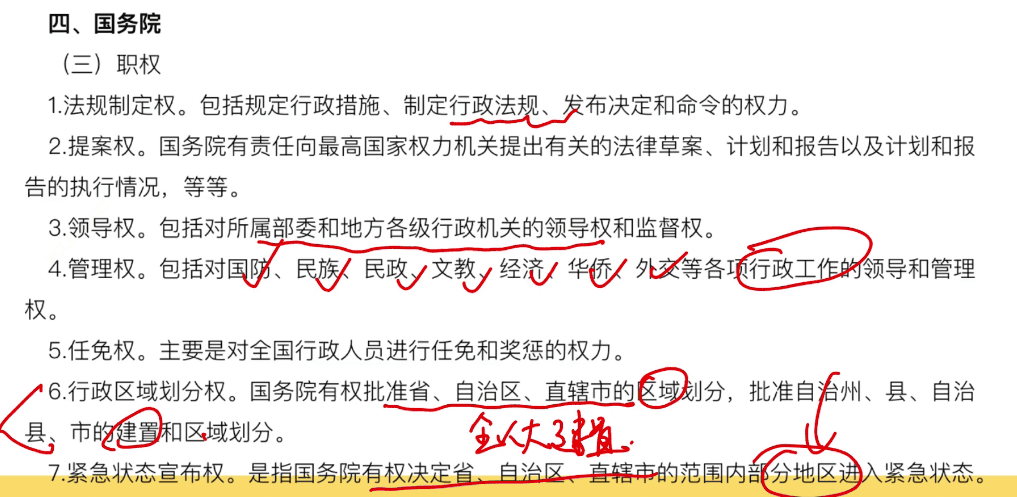 四、国务院
（三）职权
1.法规制定权。包括规定行政措施、制定行政法规、发布决定和命令的权力。
2.提案权。国务院有责任向最高国家权力机关提出有关的法律草案、计划和报告以及计划和报
告的执行情况，等等。
3.领导权。包括对所属部委和地方各级行政机关的领导权和监督权。
4.管理权。包括对国防、民族、民政、文教、经济、华侨、外交等各项行政工作的领导和管理
权。
5.任免权。主要是对全国行政人员进行任免和奖惩的权力。
6.行政区域划分权。国务院有权批准省、自治区、直辖市的区域划分，批准自治州、县、自治
县、市的建置和区域划分。
全人大建置
7.紧急状态宣布权。是指国务院有权决定省、自治区、直辖市的范围内部分地区进入紧急状态。